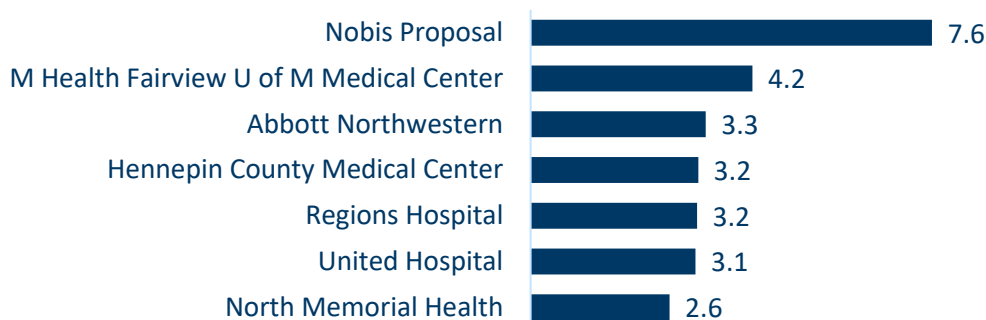 Nobis Proposal 7.6
M Health Fairview U of M Medical Center 4.2
Abbott Northwestern 3.3
Hennepin County Medical Center 3.2
Regions Hospital 3.2
United Hospital 3.1
North Memorial Health 2.6